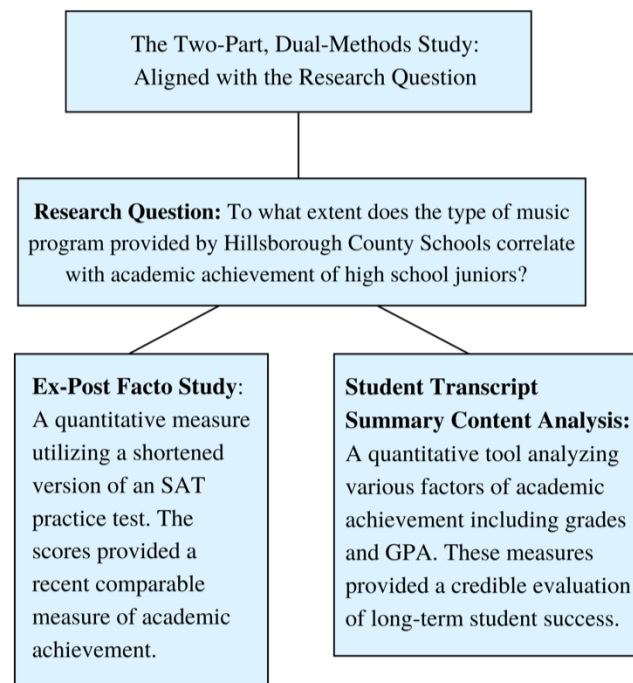 The Two-Part, Dual-Methods Study:
Aligned with the Research Question
Research Question: To what extent does the type of music
program provided by Hillsborough County Schools correlate
with academic achievement of high school juniors?
Ex-Post Facto Study:
A quantitative measure
utilizing a shortened
version of an SAT
practice test. The
scores provided a
recent comparable
measure of academic
achievement.
Student Transcript
Summary Content Analysis:
A quantitative tool analyzing
various factors of academic
achievement including grades
and GPA. These measures
provided a credible evaluation
of long-term student success.